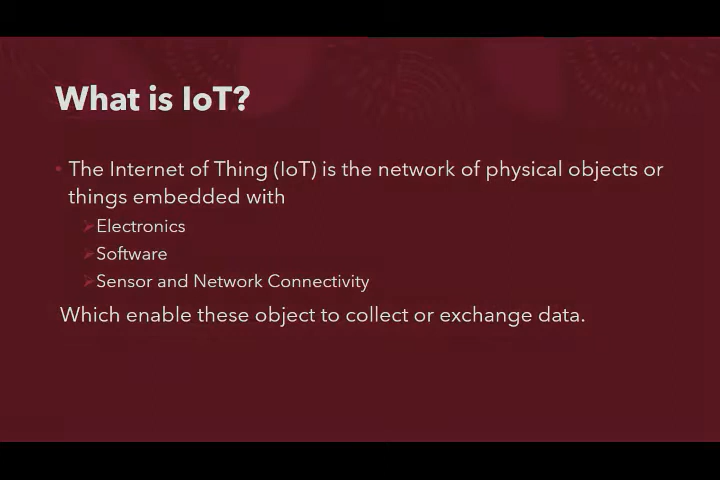 What is IoT?
• The Internet of Thing (IoT) is the network of physical objects or
things embedded with
➢Electronics
➢Software
➢Sensor and Network Connectivity
Which enable these object to collect or exchange data.